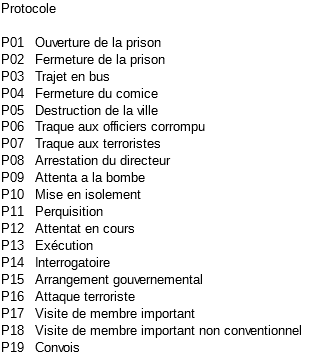 Protocole
P01 Ouverture de la prison
P02 Fermeture de la prison
P03 Trajet en bus
P04 Fermeture du comice
P05 Destruction de la ville
P06 Traque aux officiers corrompu
P07 Traque aux terroristes
P08 Arrestation du directeur
P09 Attenta a la bombe
P10 Mise en isolement
P11 Perquisition
P12 Attentat en cours
P13 Exécution
P14 Interrogatoire
P15 Arrangement gouvernemental
P16 Attaque terroriste
P17 Visite de membre important
P18 Visite de membre important non conventionnel
P19 Convois